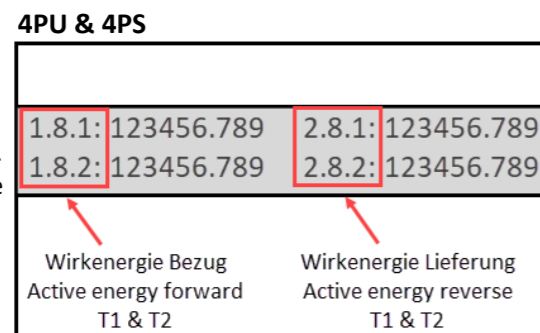 4PU & 4PS
1.8.1: 123456.789 2.8.1: 123456.789
1.8.2: 123456.789 2.8.2: 123456.789
e
Wirkenergie Bezug Wirkenergie Lieferung
Active energy forward Active energy reverse
T1 & T2 T1 & T2